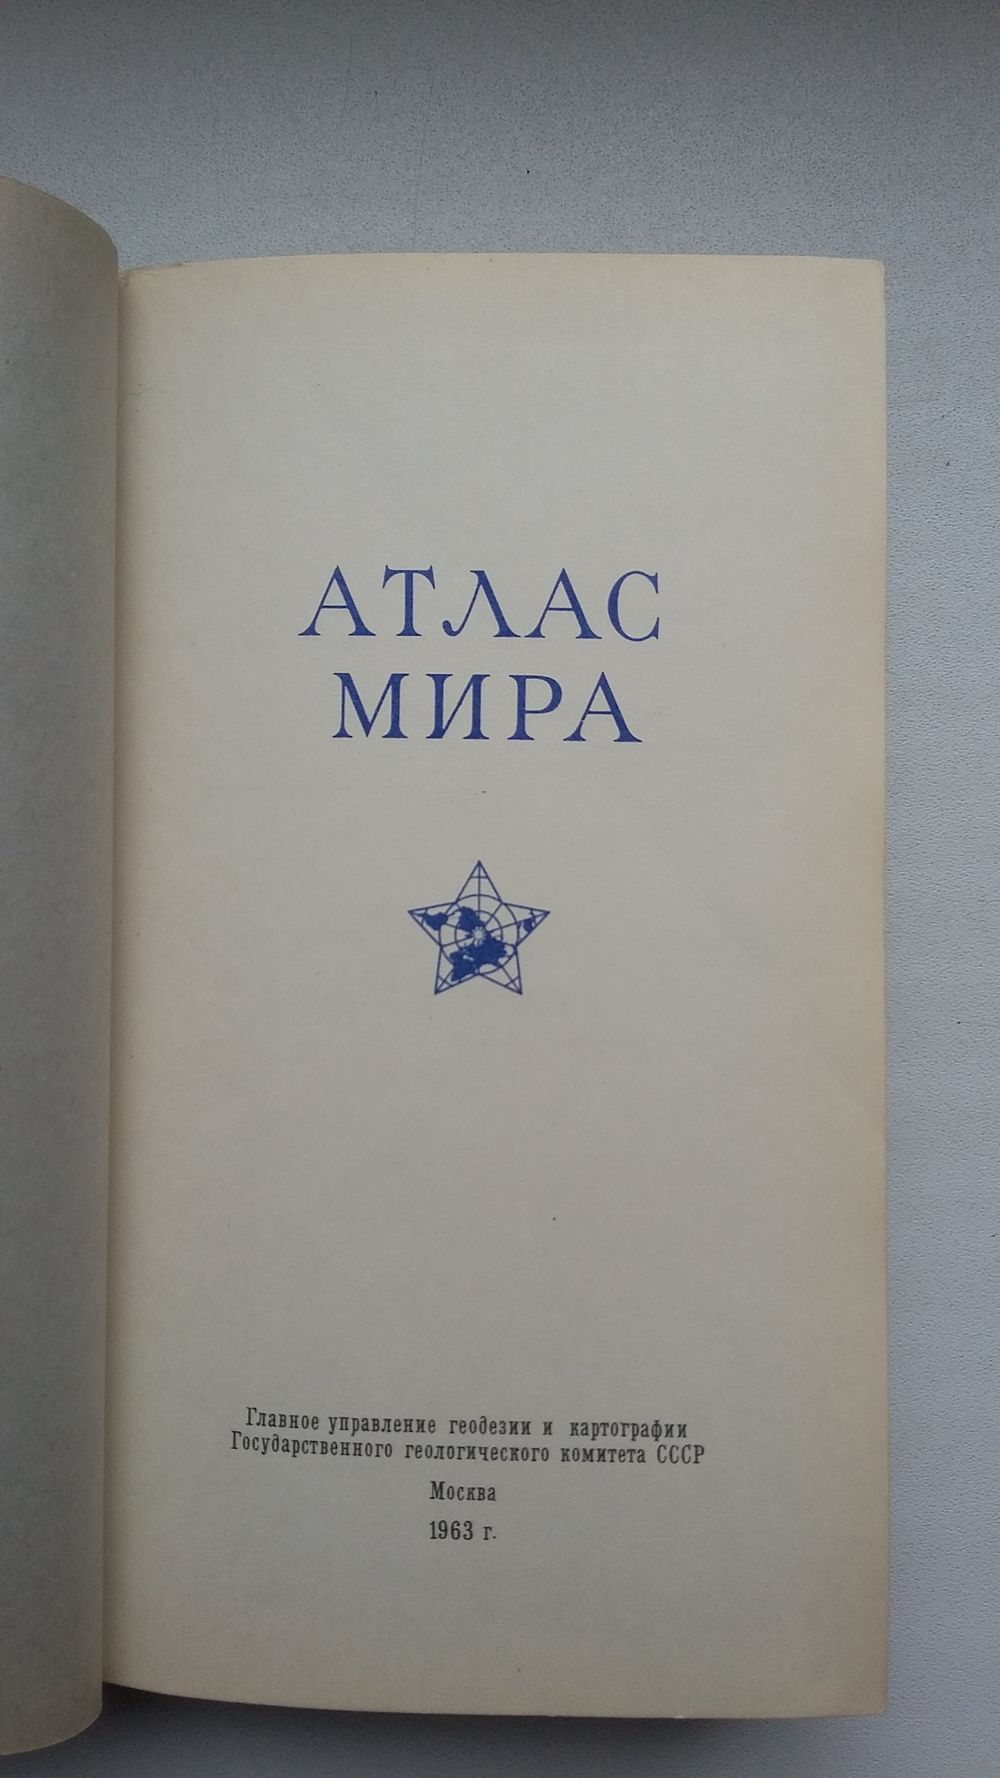 АТЛАС
МИРА
Главное управление геодезии и картографии
Государственного геологического комитета СССР
Москва
1963 г.